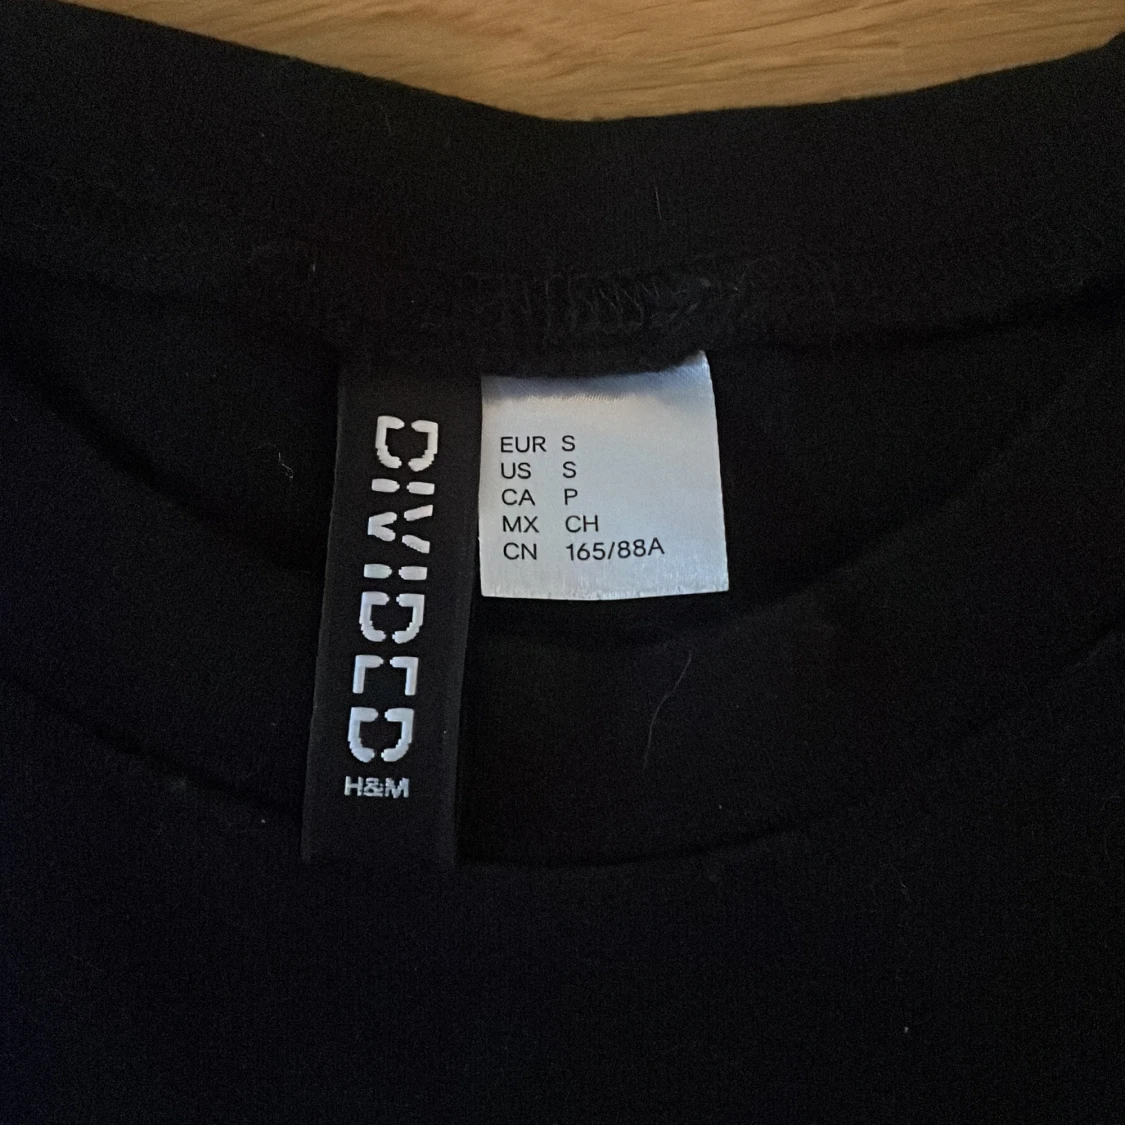 DIVIDED
H&M
EUR S
US S
CA P
MX CH
CN 165/88A